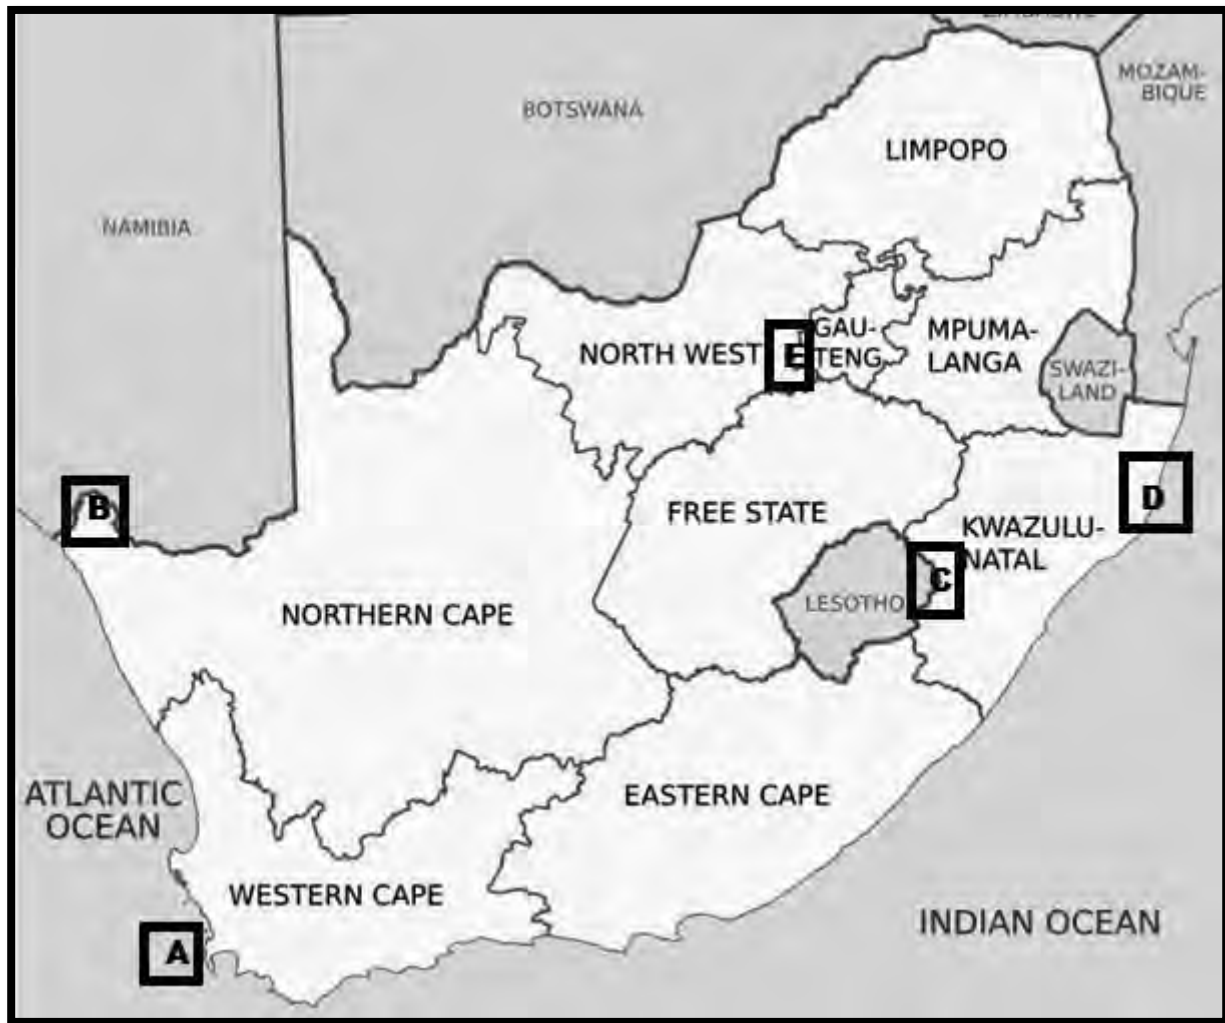 ZIMBABWE
MOZAM-
BIQUE
BOTSWANA
LIMPOPO
NAMIBIA
GAU-
TENG
MPUMA-
LANGA
NORTH WEST
E
SWAZI-
LAND
B
D
FREE STATE
KWAZULU-
NATAL
C
LESOTHO
NORTHERN CAPE
ATLANTIC
OCEAN
EASTERN CAPE
WESTERN CAPE
INDIAN OCEAN
A